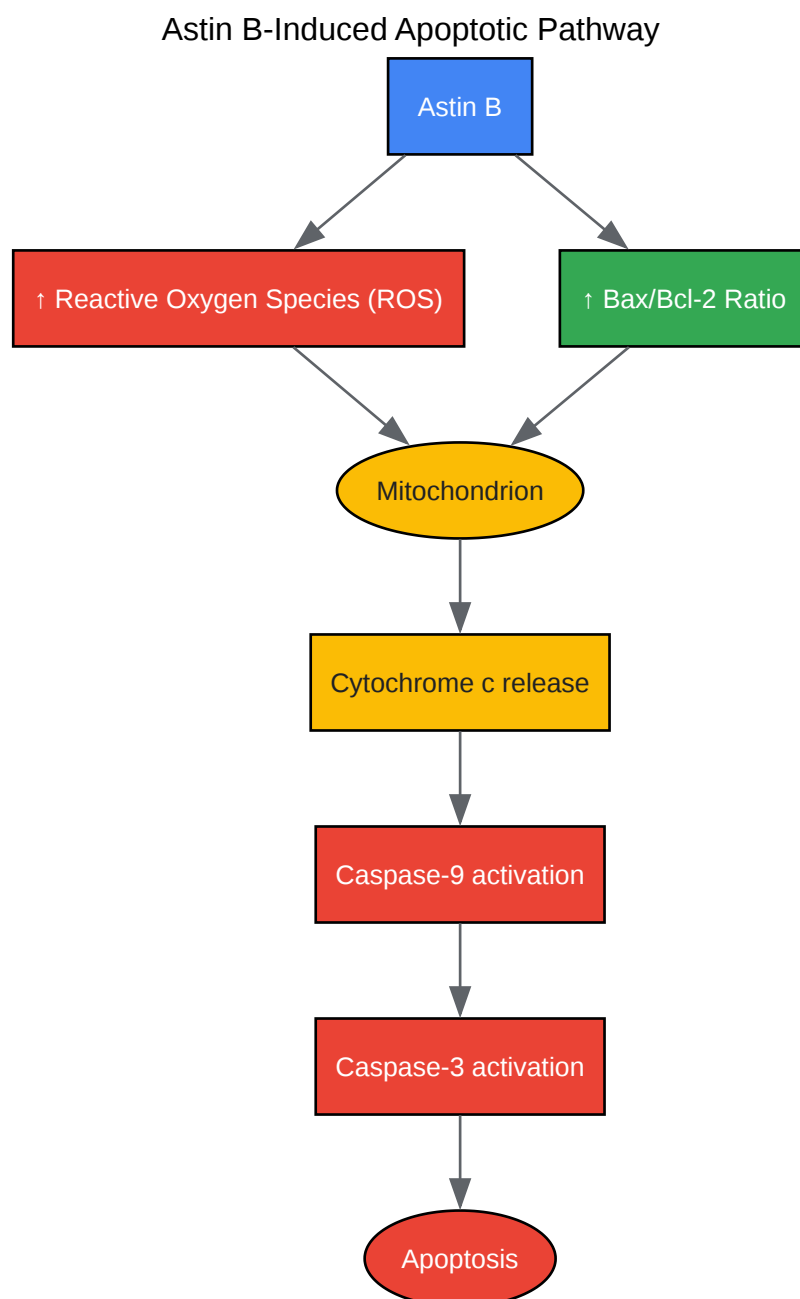 Astin B-Induced Apoptotic Pathway
Astin B
↑ Reactive Oxygen Species (ROS)
↑ Bax/Bcl-2 Ratio
Mitochondrion
Cytochrome c release
Caspase-9 activation
Caspase-3 activation
Apoptosis